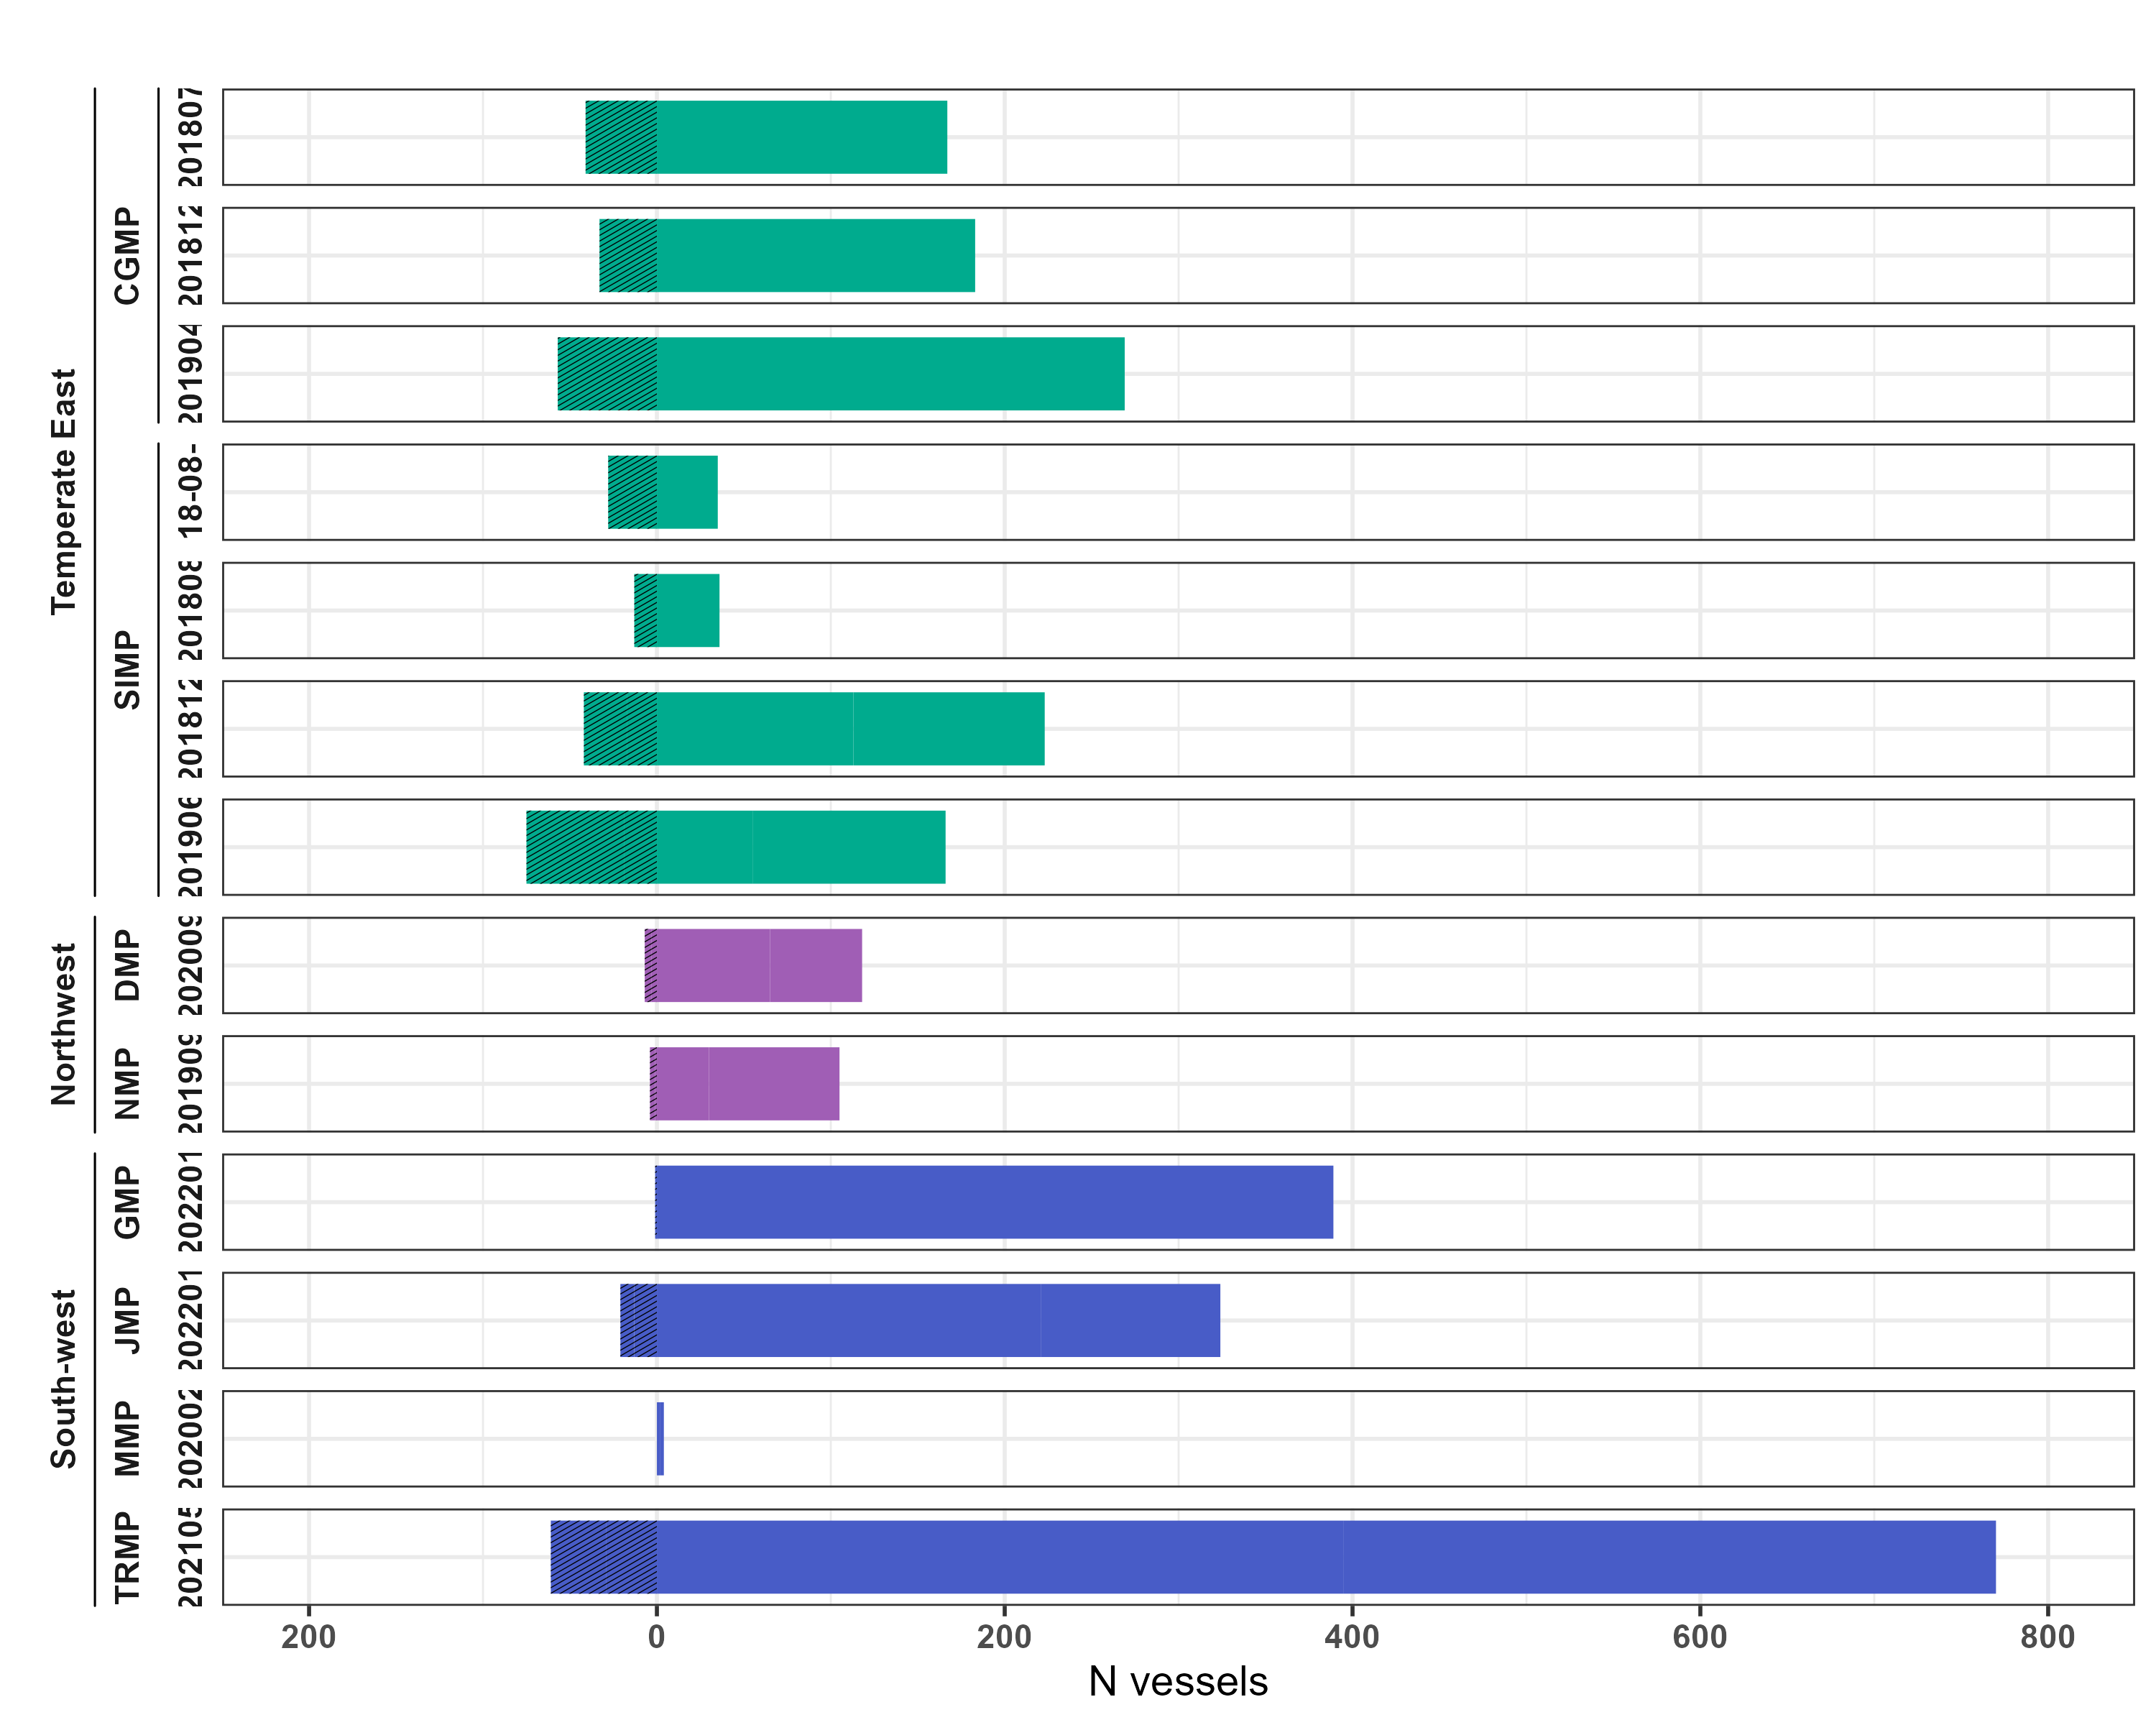 Temperate East
CGMP
201807
201812
201904
SIMP
18-08-
201808
201812
201906
Northwest
DMP
202009
NMP
201909
South-west
GMP
202201
JMP
202201
MMP
202002
TRMP
202105
200 0 200 400 600 800
N vessels